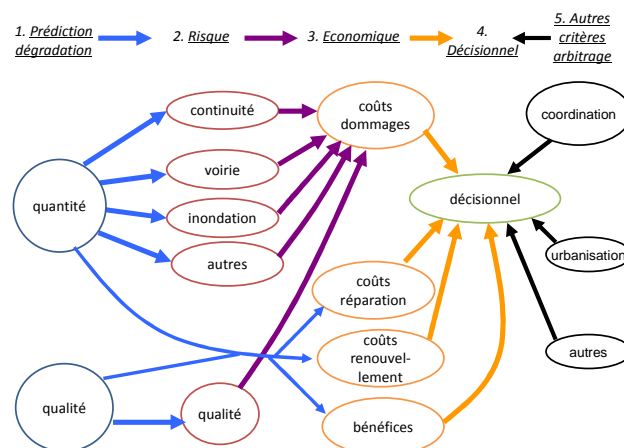 1. Prédiction
dégradation
2. Risque
3. Economique
4.
Décisionnel
5. Autres
critères
arbitrage
continuité
coûts
dommages
coordination
voirie
quantité
inondation
décisionnel
autres
urbanisation
coûts
réparation
coûts
renouvel-
lement
autres
qualité
qualité
bénéfices